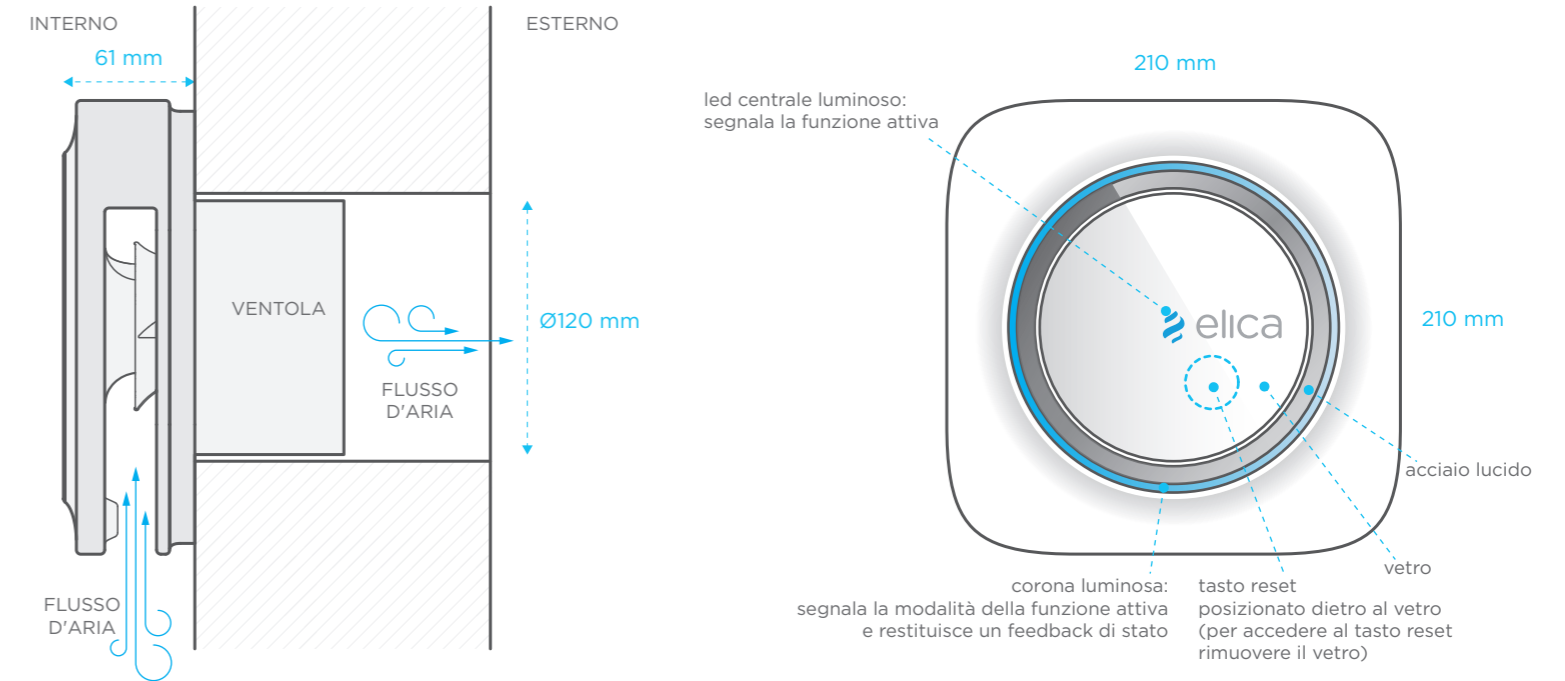 INTERNO
ESTERNO
61 mm
VENTOLA
Ø120 mm
FLUSSO
D'ARIA
FLUSSO
D'ARIA
210 mm
led centrale luminoso:
segnala la funzione attiva
elica
210 mm
acciaio lucido
vetro
corona luminosa:
segnala la modalità della funzione attiva
e restituisce un feedback di stato
tasto reset
posizionato dietro al vetro
(per accedere al tasto reset
rimuovere il vetro)